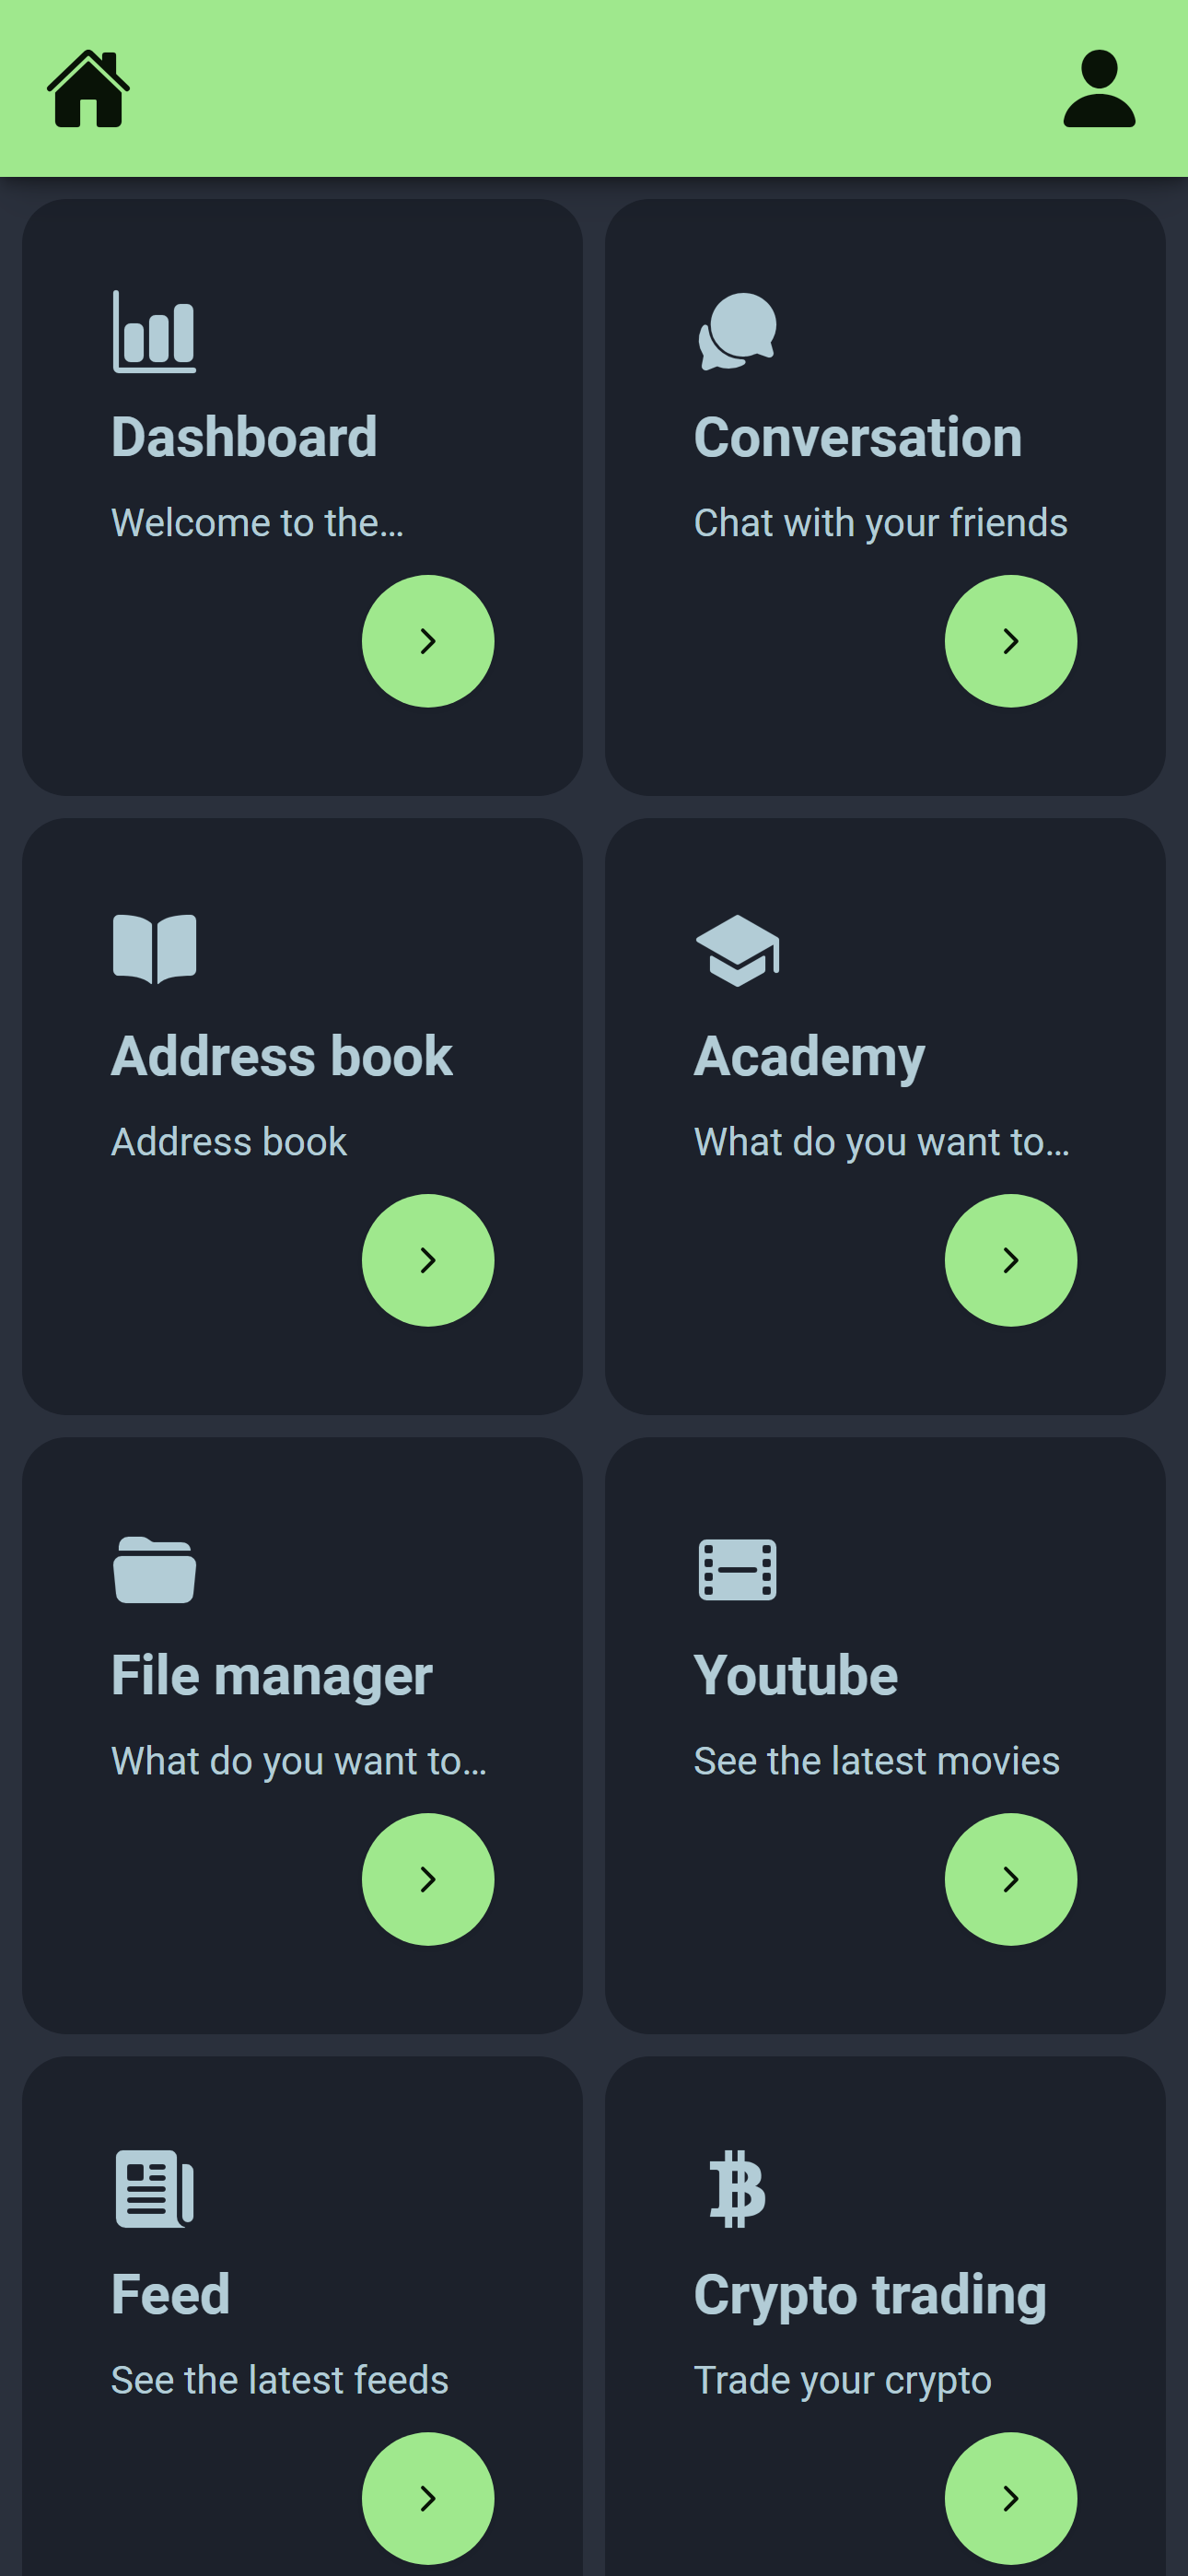 Dashboard
Welcome to the...
Conversation
Chat with your friends
Address book
Address book
Academy
What do you want to...
File manager
What do you want to...
Youtube
See the latest movies
Feed
See the latest feeds
Crypto trading
Trade your crypto